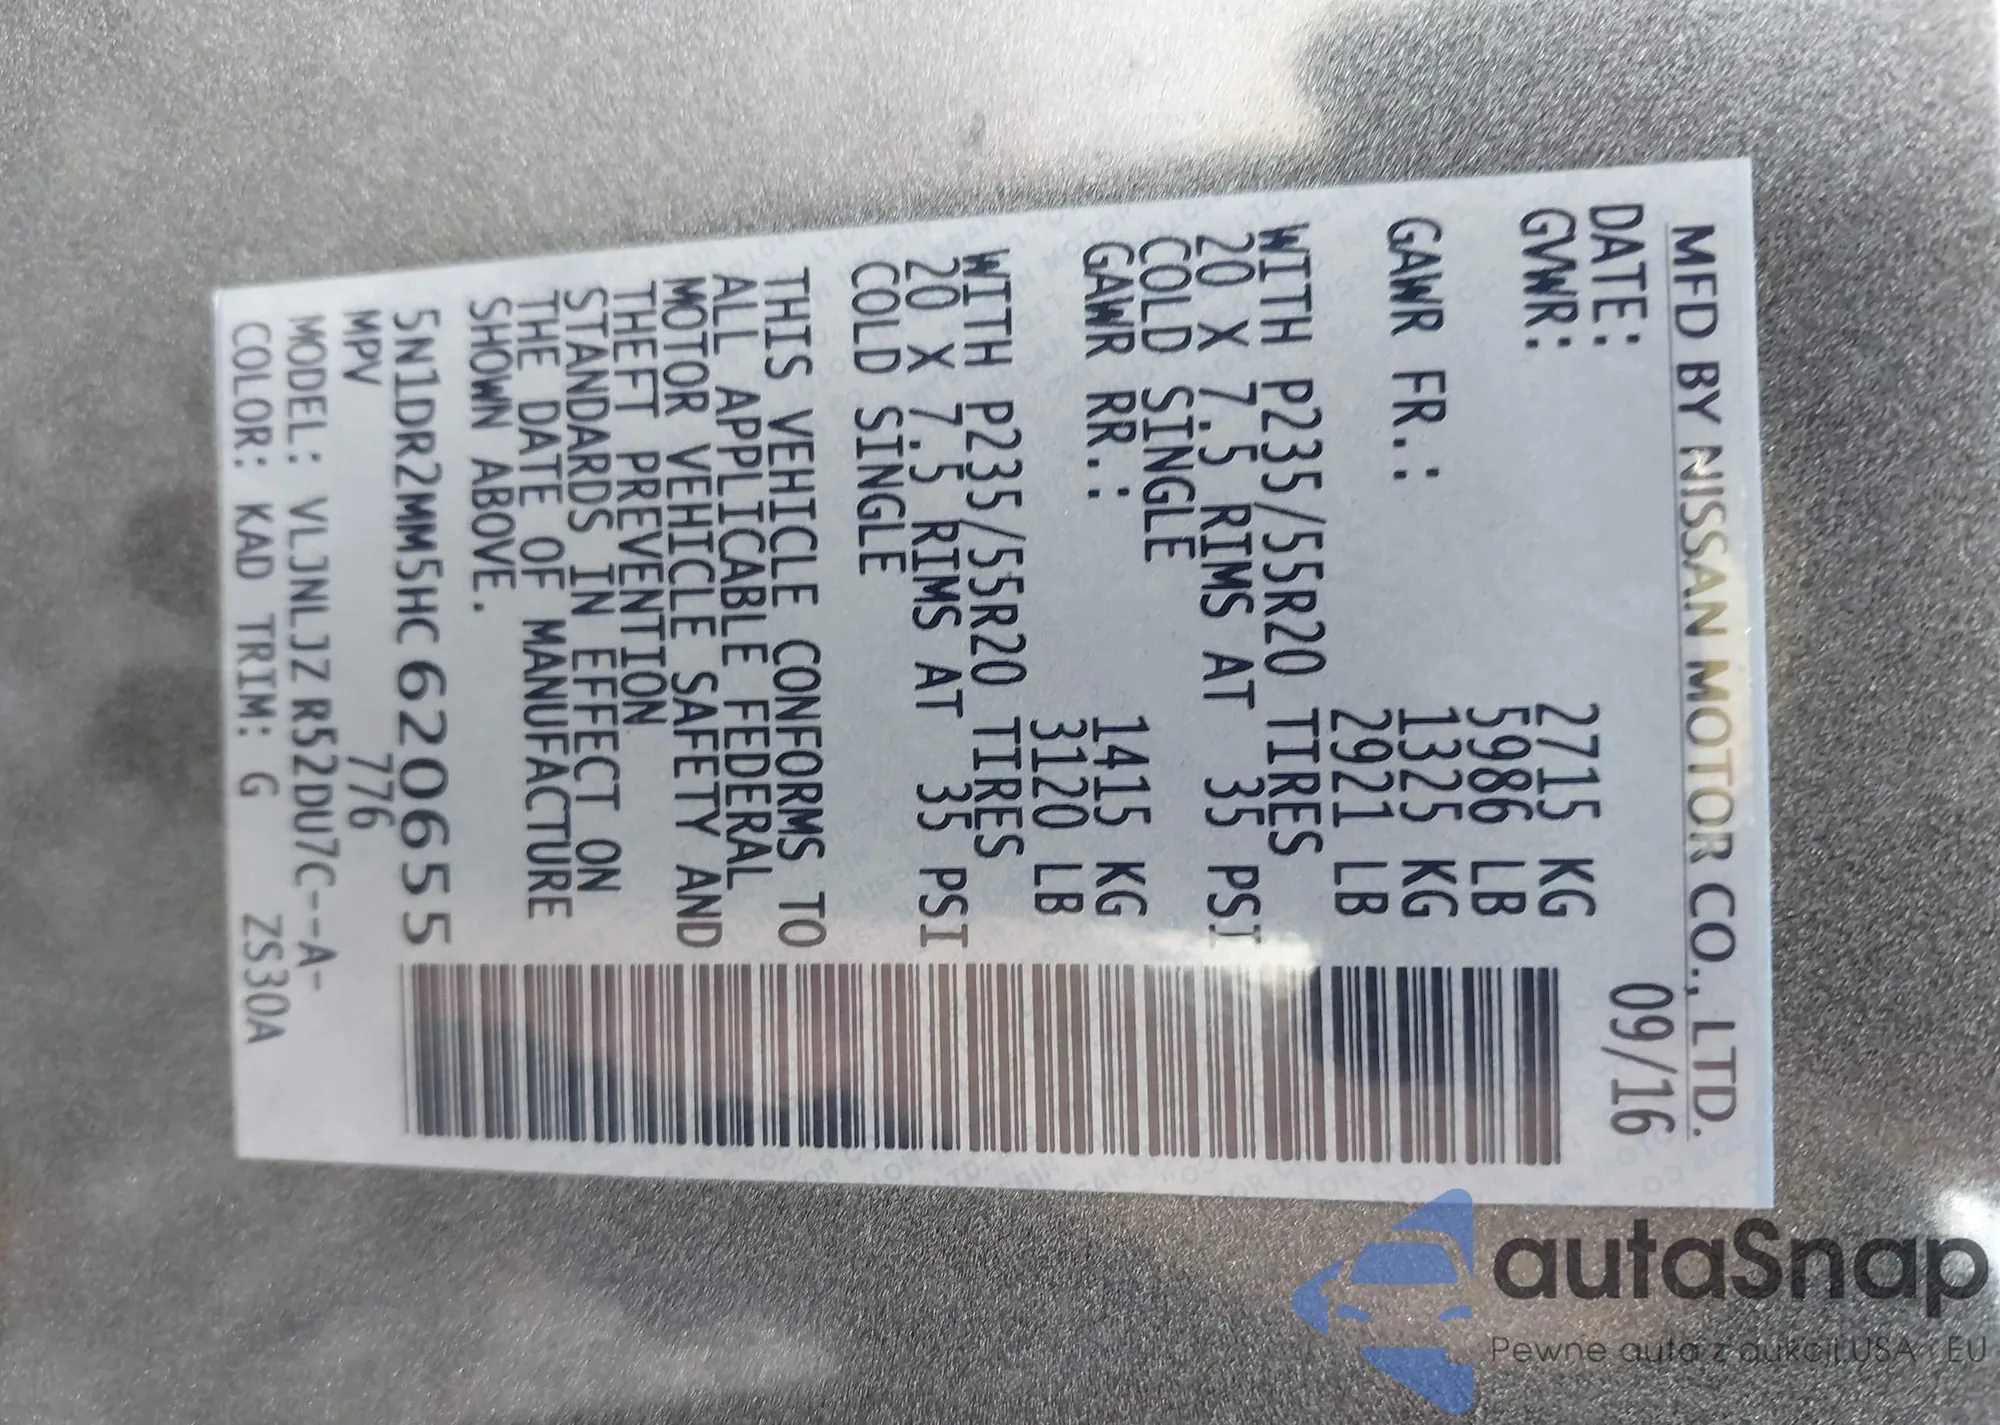 MFD BY NISSAN MOTOR CO., LTD.
DATE: 09/16
GVWR: 2715 KG
5986 LB
GAWR FR.: 1325 KG
2921 LB
WITH P235/55R20 TIRES
20 X 7.5 RIMS AT 35 PSI
COLD SINGLE
GAWR RR.: 1415 KG
3120 LB
WITH P235/55R20 TIRES
20 X 7.5 RIMS AT 35 PSI
COLD SINGLE
THIS VEHICLE CONFORMS TO
ALL APPLICABLE FEDERAL
MOTOR VEHICLE SAFETY AND
THEFT PREVENTION
STANDARDS IN EFFECT ON
THE DATE OF MANUFACTURE
SHOWN ABOVE.
5N1DR2MM5HC620655
MPV 776
MODEL: VLJNLJZ R52DU7C--A-
COLOR: KAD TRIM: G ZS30A
autaSnap
Pewne auta z aukcji USA i EU